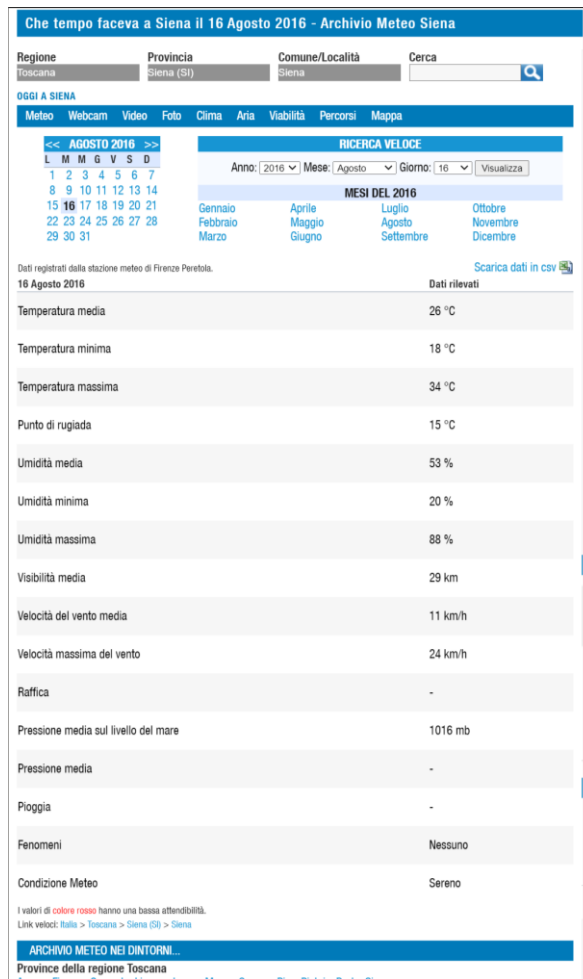 Che tempo faceva a Siena il 16 Agosto 2016 - Archivio Meteo Siena
Regione Provincia Comune/Località Cerca
Toscana Siena (SI) Siena
OGGI A SIENA
Meteo Webcam Video Foto Clima Aria Viabilità Percorsi Mappa
<< AGOSTO 2016 >>
L M M G V S D
1 2 3 4 5 6 7
8 9 10 11 12 13 14
15 16 17 18 19 20 21
22 23 24 25 26 27 28
29 30 31
RICERCA VELOCE
Anno: 2016 Mese: Agosto Giorno: 16 Visualizza
MESI DEL 2016
Gennaio Aprile Luglio Ottobre
Febbraio Maggio Agosto Novembre
Marzo Giugno Settembre Dicembre
Scarica dati in csv
Dati registrati dalla stazione meteo di Firenze Peretola.
16 Agosto 2016 Dati rilevati
Temperatura media 26 °C
Temperatura minima 18 °C
Temperatura massima 34 °C
Punto di rugiada 15 °C
Umidità media 53 %
Umidità minima 20 %
Umidità massima 88 %
Visibilità media 29 km
Velocità del vento media 11 km/h
Velocità massima del vento 24 km/h
Raffica -
Pressione media sul livello del mare 1016 mb
Pressione media -
Pioggia -
Fenomeni Nessuno
Condizione Meteo Sereno
I valori di colore rosso hanno una bassa attendibilità.
Link veloci: Italia > Toscana > Siena (SI) > Siena
ARCHIVIO METEO NEI DINTORNI...
Province della regione Toscana